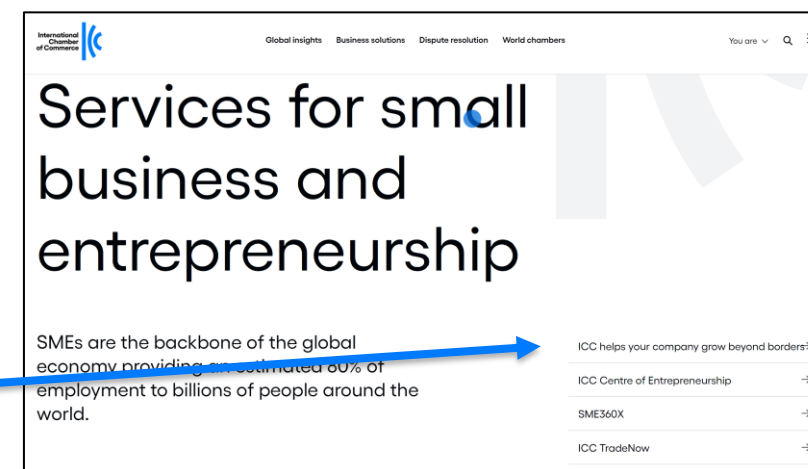 International
Chamber
of Commerce
Global insights Business solutions Dispute resolution World chambers
You are
Services for small
business and
entrepreneurship
SMEs are the backbone of the global
economy providing an estimated 80% of
employment to billions of people around the
world.
ICC helps your company grow beyond borders
ICC Centre of Entrepreneurship
SME360X
ICC TradeNow